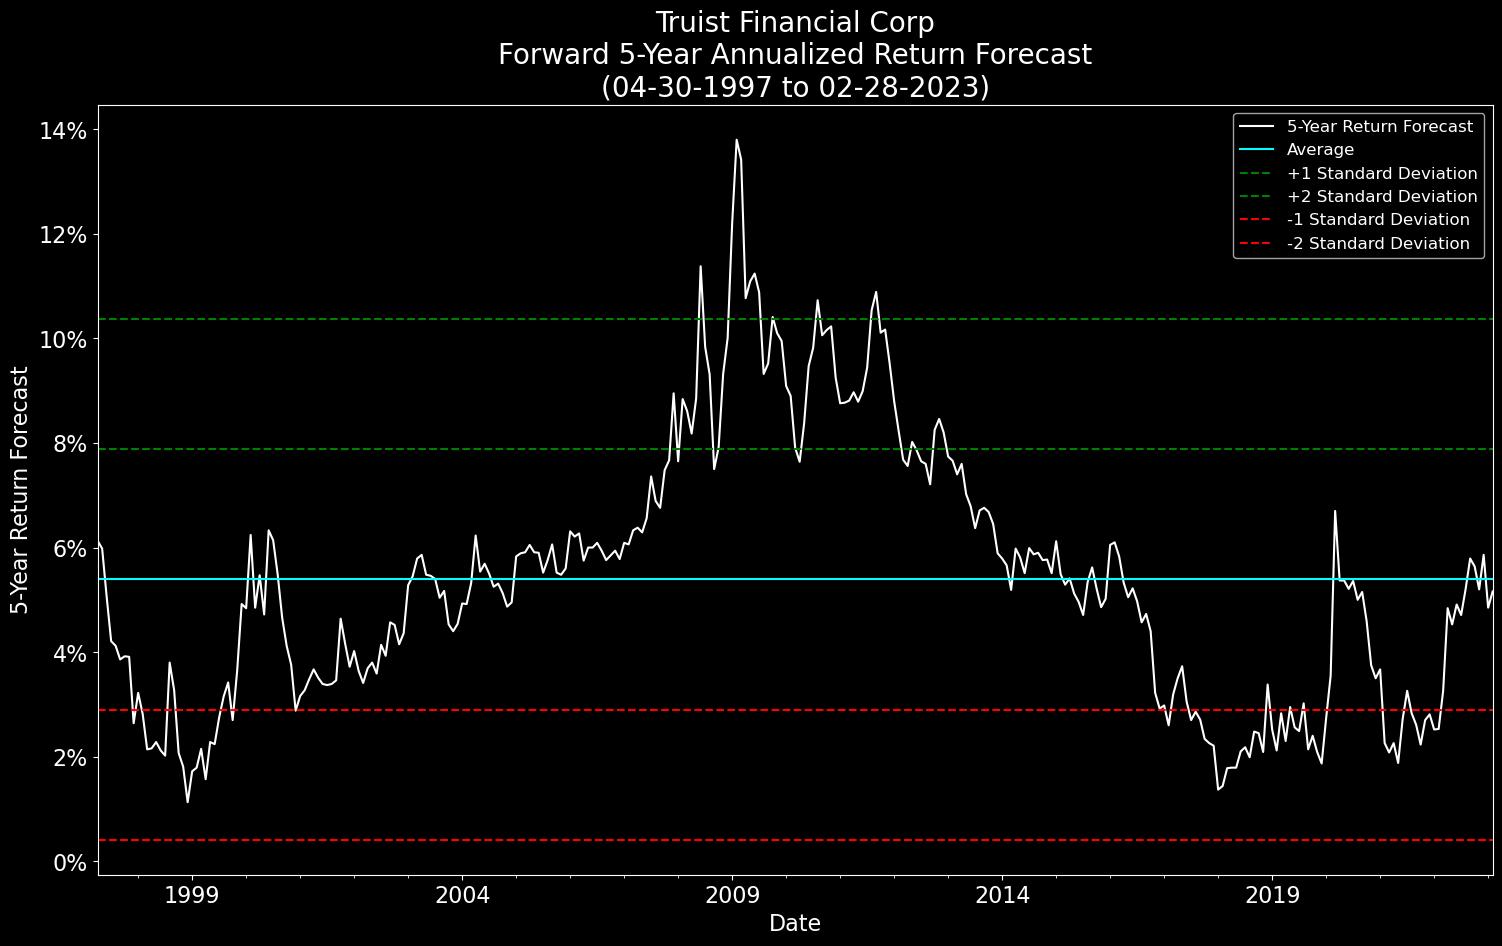 Truist Financial Corp
Forward 5-Year Annualized Return Forecast
(04-30-1997 to 02-28-2023)
5-Year Return Forecast
Average
+1 Standard Deviation
+2 Standard Deviation
-1 Standard Deviation
-2 Standard Deviation
14%
12%
10%
8%
6%
4%
2%
0%
5-Year Return Forecast
1999
2004
2009
2014
2019
Date